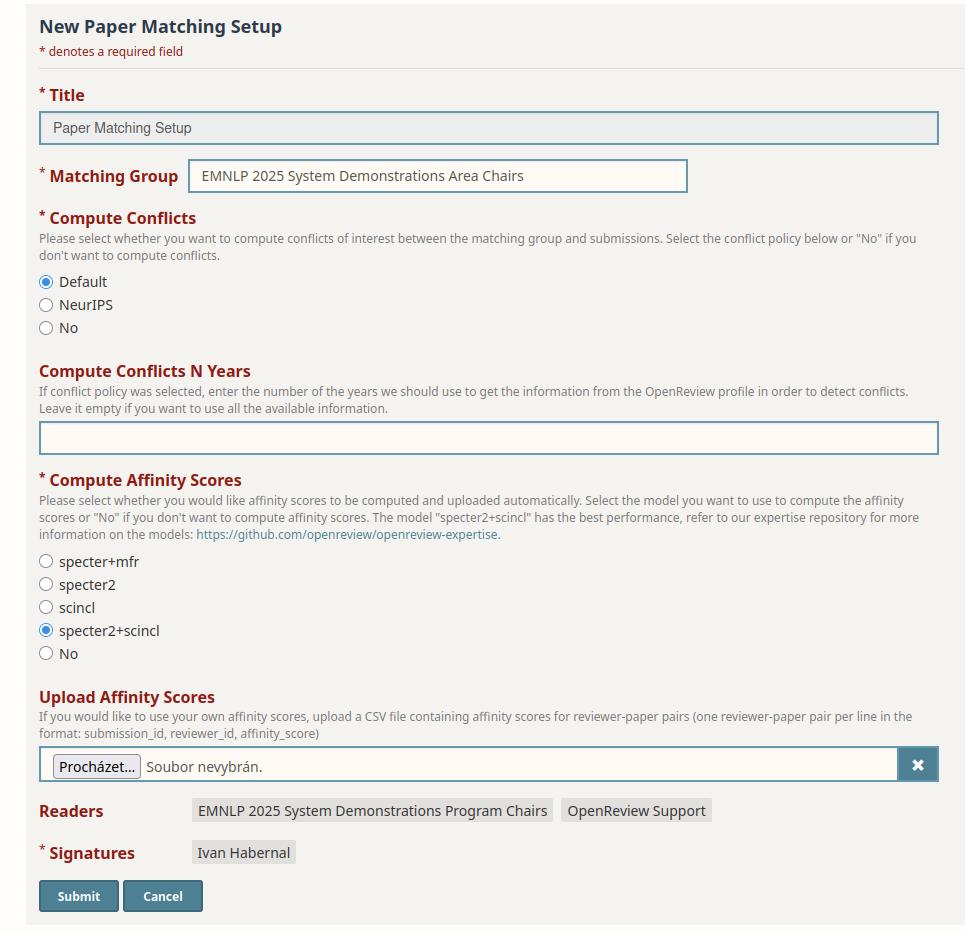 New Paper Matching Setup
* denotes a required field
* Title
Paper Matching Setup
* Matching Group EMNLP 2025 System Demonstrations Area Chairs
* Compute Conflicts
Please select whether you want to compute conflicts of interest between the matching group and submissions. Select the conflict policy below or "No" if you
don't want to compute conflicts.
Default
NeurIPS
No
Compute Conflicts N Years
If conflict policy was selected, enter the number of the years we should use to get the information from the OpenReview profile in order to detect conflicts.
Leave it empty if you want to use all the available information.
* Compute Affinity Scores
Please select whether you would like affinity scores to be computed and uploaded automatically. Select the model you want to use to compute the affinity
scores or "No" if you don't want to compute affinity scores. The model "specter2+scincl" has the best performance, refer to our expertise repository for more
information on the models: https://github.com/openreview/openreview-expertise.
specter+mfr
specter2
scincl
specter2+scincl
No
Upload Affinity Scores
If you would like to use your own affinity scores, upload a CSV file containing affinity scores for reviewer-paper pairs (one reviewer-paper pair per line in the
format: submission_id, reviewer_id, affinity_score)
Procházet... Soubor nevybrán.
Readers EMNLP 2025 System Demonstrations Program Chairs OpenReview Support
* Signatures Ivan Habernal
Submit Cancel